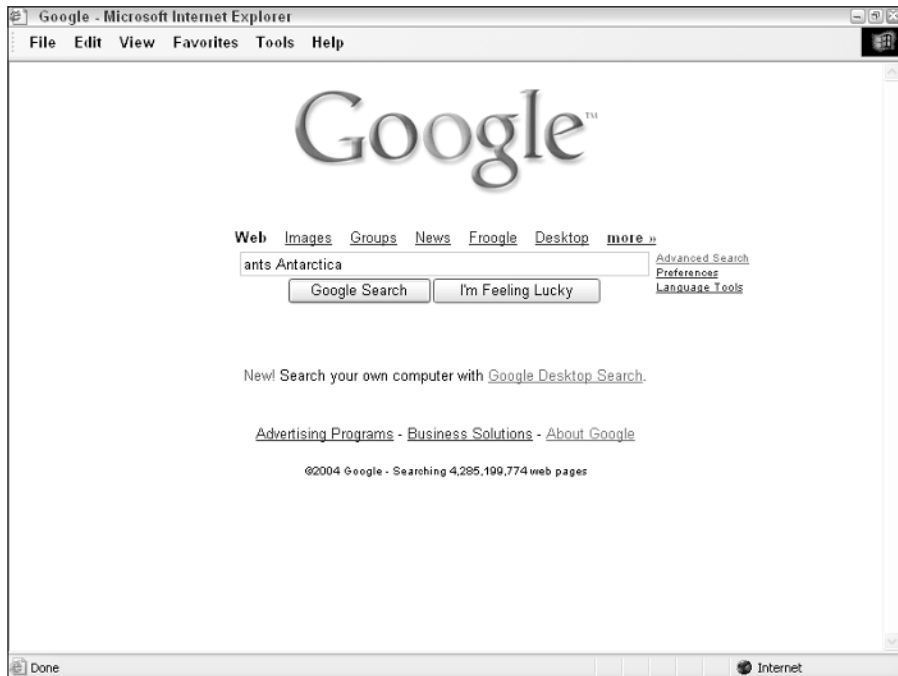 Google - Microsoft Internet Explorer
File Edit View Favorites Tools Help
Google™
Web Images Groups News Froogle Desktop more »
ants Antarctica
Advanced Search
Preferences
Language Tools
Google Search I'm Feeling Lucky
New! Search your own computer with Google Desktop Search.
Advertising Programs - Business Solutions - About Google
©2004 Google - Searching 4,285,199,774 web pages
Done Internet